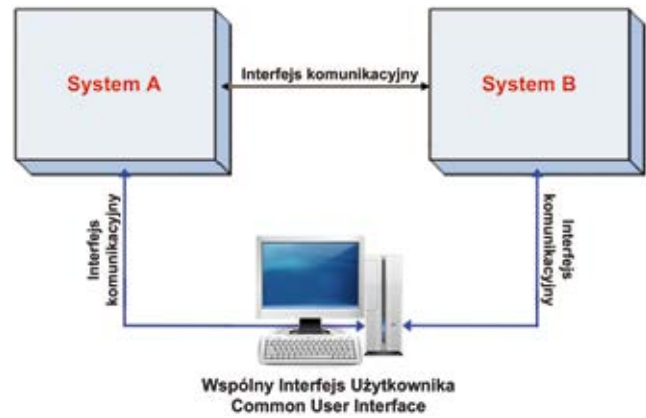 System A
Interfejs komunikacyjny
System B
Interfejs
komunikacyjny
Interfejs
komunikacyjny
Wspólny Interfejs Użytkownika
Common User Interface